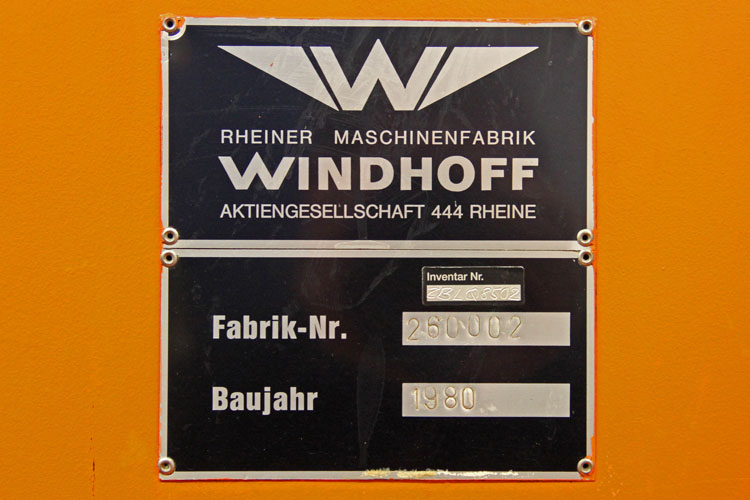 W
RHEINER MASCHINENFABRIK
WINDHOFF
AKTIENGESELLSCHAFT 444 RHEINE
Inventar Nr.
Fabrik-Nr. 260002
Baujahr 1980